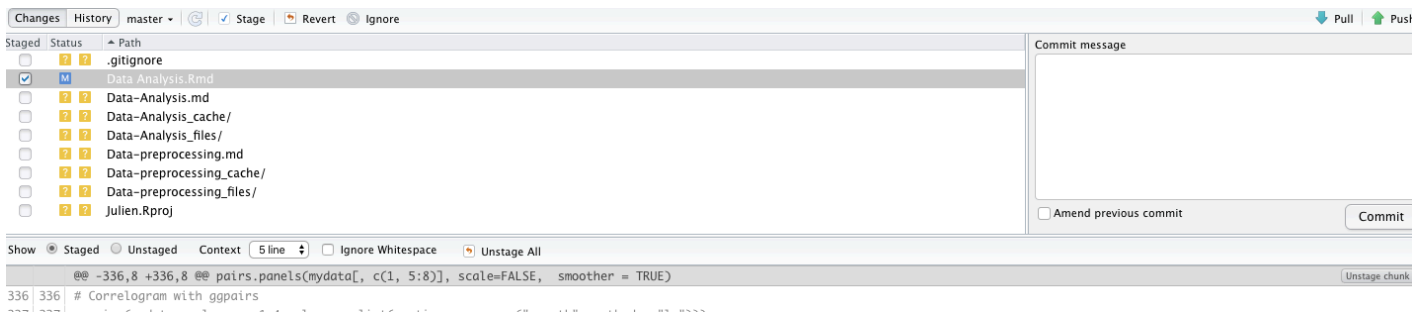 Changes History master Stage Revert Ignore Pull Push
Staged Status Path Commit message
? ? .gitignore
M Data Analysis.Rmd
? ? Data-Analysis.md
? ? Data-Analysis_cache/
? ? Data-Analysis_files/
? ? Data-preprocessing.md
? ? Data-preprocessing_cache/
? ? Data-preprocessing_files/
? ? Julien.Rproj
Amend previous commit Commit
Show Staged Unstaged Context 5 line Ignore Whitespace Unstage All
@@ -336,8 +336,8 @@ pairs.panels(mydata[, c(1, 5:8)], scale=FALSE, smoother = TRUE) Unstage chunk
336 336 # Correlogram with ggpairs